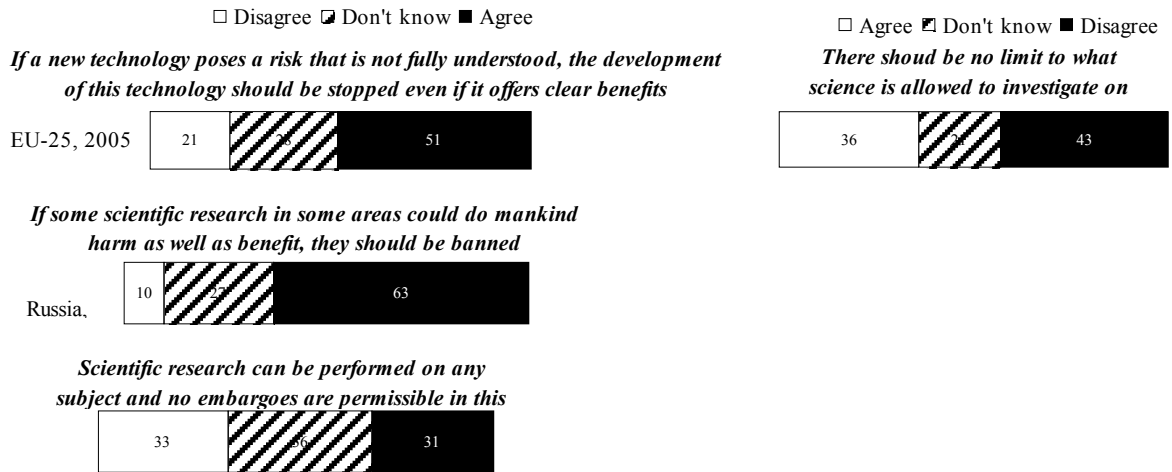 Disagree Don't know Agree
If a new technology poses a risk that is not fully understood, the development
of this technology should be stopped even if it offers clear benefits
EU-25, 2005 21 28 51
Agree Don't know Disagree
There shoud be no limit to what
science is allowed to investigate on
36 21 43
If some scientific research in some areas could do mankind
harm as well as benefit, they should be banned
Russia, 10 27 63
Scientific research can be performed on any
subject and no embargoes are permissible in this
33 36 31